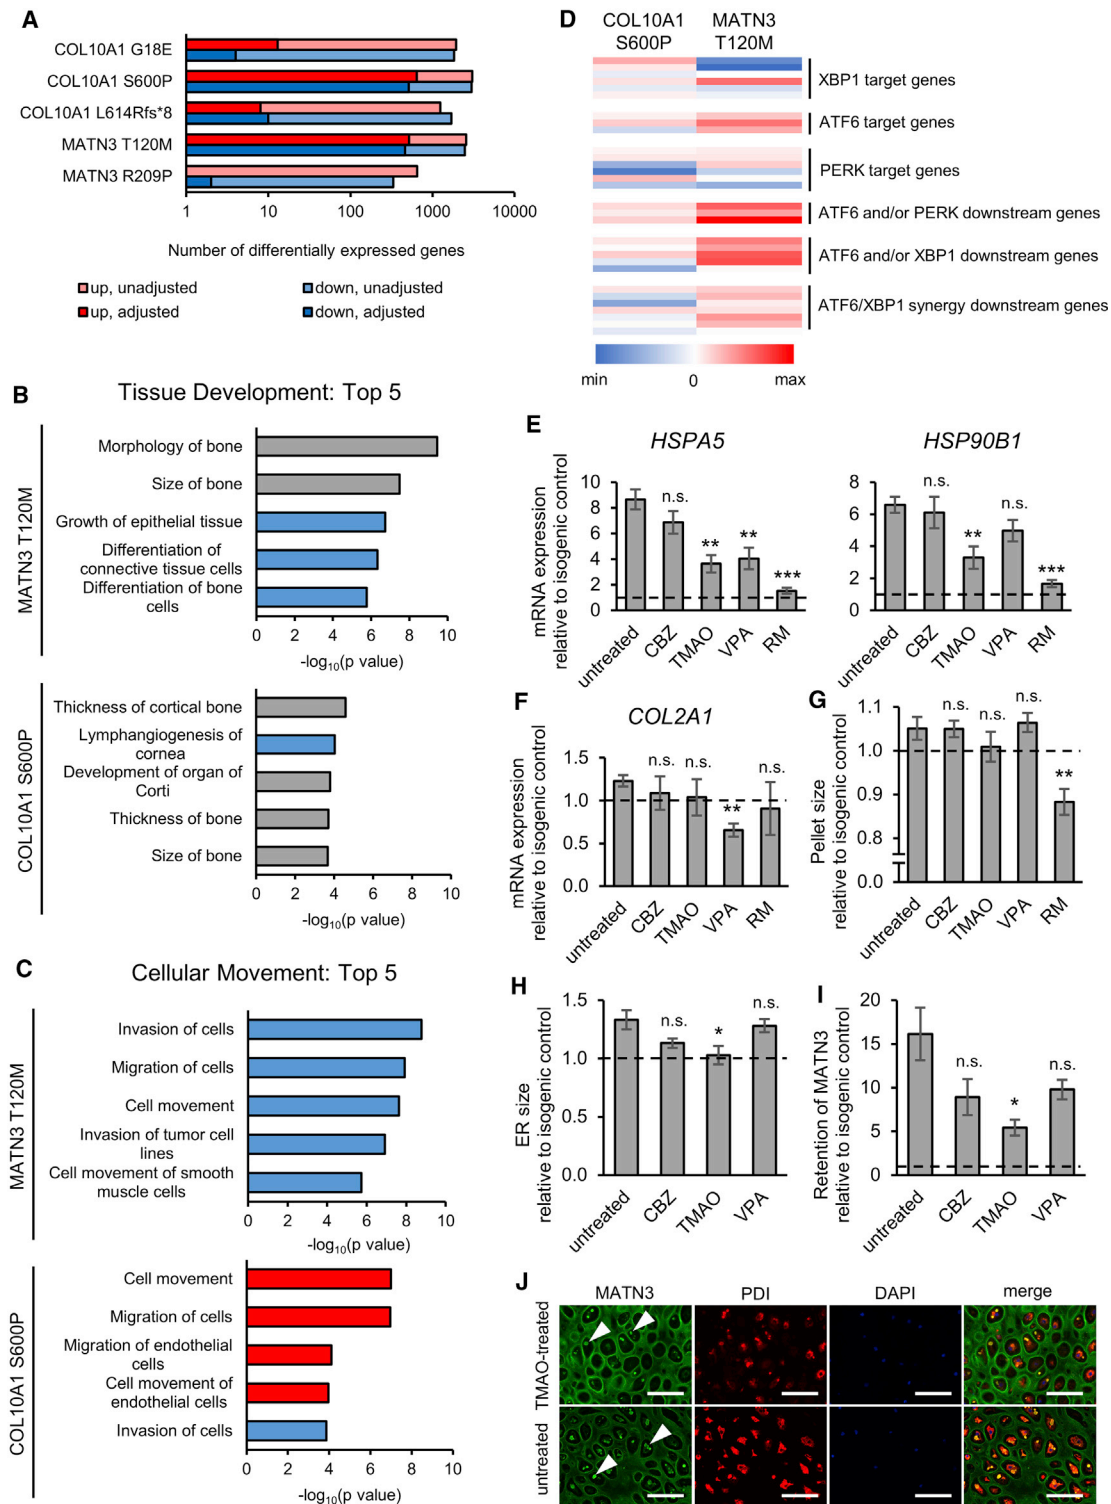 A
COL10A1 G18E
COL10A1 S600P
COL10A1 L614Rfs*8
MATN3 T120M
MATN3 R209P
1 10 100 1000 10000
Number of differentially expressed genes
up, unadjusted down, unadjusted
up, adjusted down, adjusted
D
COL10A1 MATN3
S600P T120M
XBP1 target genes
ATF6 target genes
PERK target genes
ATF6 and/or PERK downstream genes
ATF6 and/or XBP1 downstream genes
ATF6/XBP1 synergy downstream genes
min 0 max
B
Tissue Development: Top 5
MATN3 T120M
Morphology of bone
Size of bone
Growth of epithelial tissue
Differentiation of
connective tissue cells
Differentiation of bone
cells
0 2 4 6 8 10
-log10(p value)
COL10A1 S600P
Thickness of cortical bone
Lymphangiogenesis of
cornea
Development of organ of
Corti
Thickness of bone
Size of bone
0 2 4 6 8 10
-log10(p value)
C
Cellular Movement: Top 5
MATN3 T120M
Invasion of cells
Migration of cells
Cell movement
Invasion of tumor cell
lines
Cell movement of smooth
muscle cells
0 2 4 6 8 10
-log10(p value)
COL10A1 S600P
Cell movement
Migration of cells
Migration of endothelial
cells
Cell movement of
endothelial cells
Invasion of cells
0 2 4 6 8 10
-log10(p value)
E
HSPA5
mRNA expression
relative to isogenic control
10
8
6
4
2
0
n.s.
**
**
***
untreated CBZ TMAO VPA RM
HSP90B1
8
6
4
2
0
n.s.
**
n.s.
***
untreated CBZ TMAO VPA RM
F
COL2A1
mRNA expression
relative to isogenic control
1.5
1.0
0.5
0.0
n.s.
n.s.
**
n.s.
untreated CBZ TMAO VPA RM
G
Pellet size
relative to isogenic control
1.1
1.0
0.9
0.8
0.0
n.s.
n.s.
n.s.
**
untreated CBZ TMAO VPA RM
H
ER size
relative to isogenic control
1.5
1.0
0.5
0.0
n.s.
*
n.s.
untreated CBZ TMAO VPA
I
Retention of MATN3
relative to isogenic control
20
15
10
5
0
n.s.
*
n.s.
untreated CBZ TMAO VPA
J
MATN3 PDI DAPI merge
TMAO-treated
untreated